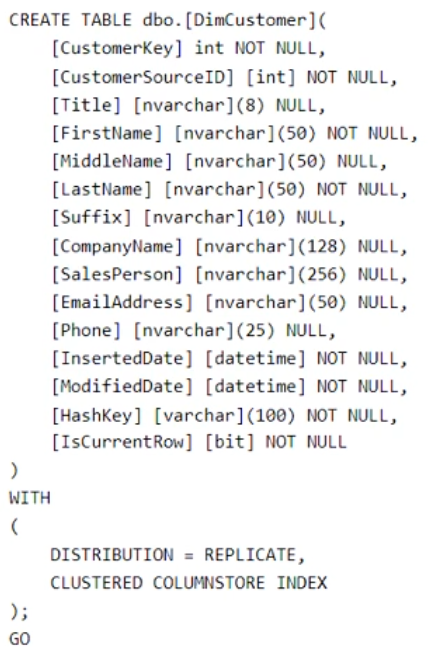 CREATE TABLE dbo.[DimCustomer](
    [CustomerKey] int NOT NULL,
    [CustomerSourceID] [int] NOT NULL,
    [Title] [nvarchar](8) NULL,
    [FirstName] [nvarchar](50) NOT NULL,
    [MiddleName] [nvarchar](50) NULL,
    [LastName] [nvarchar](50) NOT NULL,
    [Suffix] [nvarchar](10) NULL,
    [CompanyName] [nvarchar](128) NULL,
    [SalesPerson] [nvarchar](256) NULL,
    [EmailAddress] [nvarchar](50) NULL,
    [Phone] [nvarchar](25) NULL,
    [InsertedDate] [datetime] NOT NULL,
    [ModifiedDate] [datetime] NOT NULL,
    [HashKey] [varchar](100) NOT NULL,
    [IsCurrentRow] [bit] NOT NULL
)
WITH
(
    DISTRIBUTION = REPLICATE,
    CLUSTERED COLUMNSTORE INDEX
);
GO